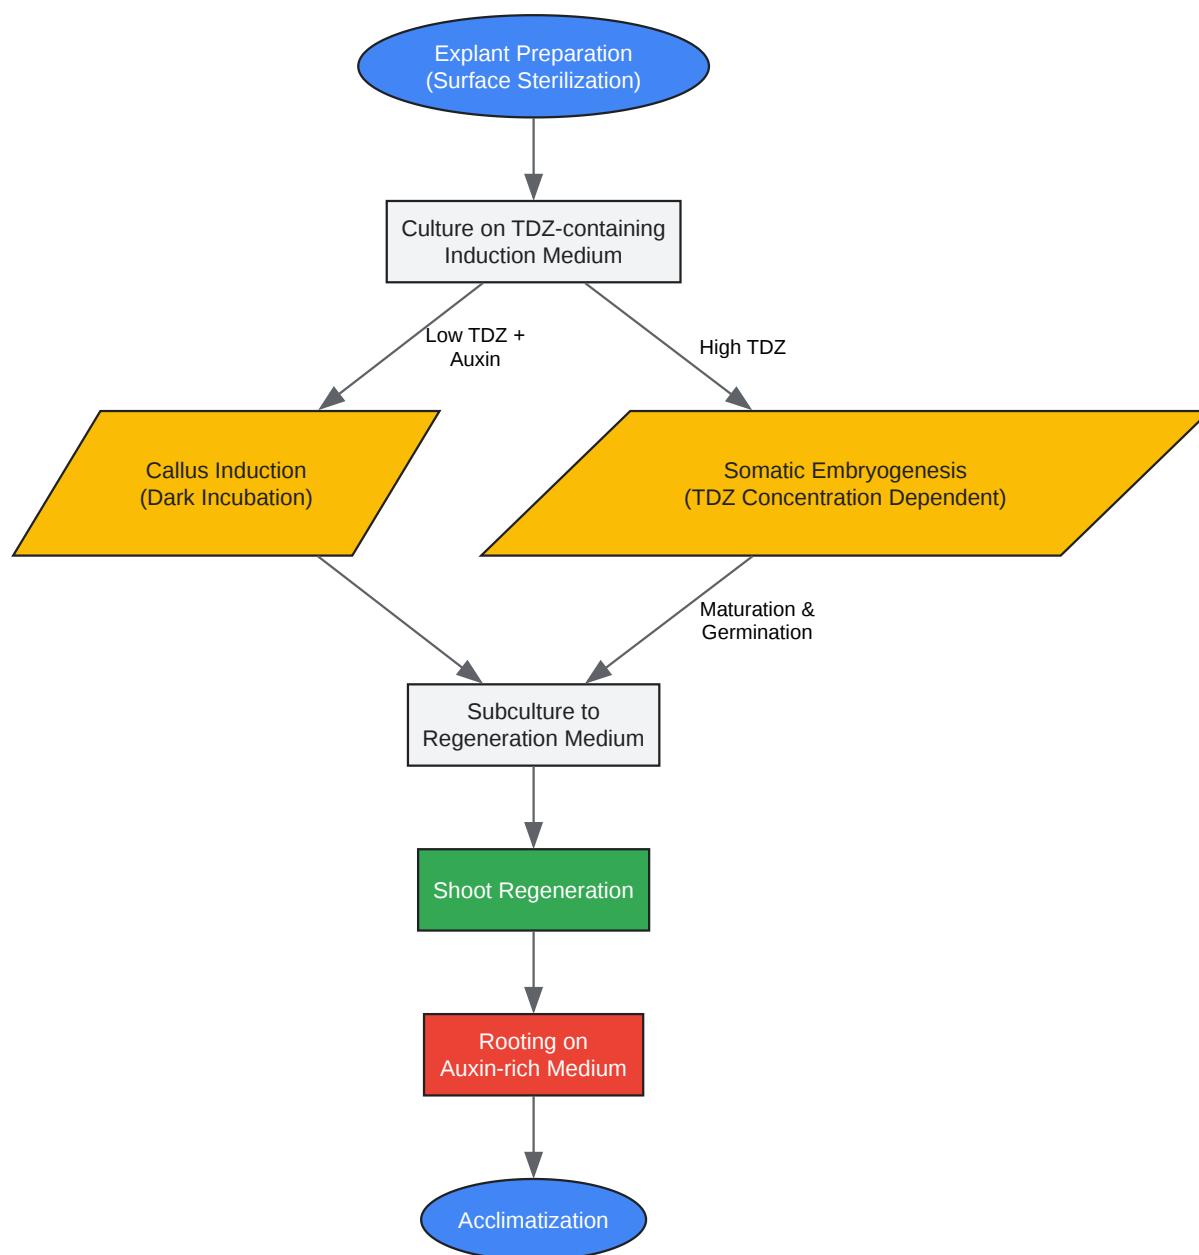 Explant Preparation
(Surface Sterilization)
Culture on TDZ-containing
Induction Medium
Low TDZ +
Auxin
High TDZ
Callus Induction
(Dark Incubation)
Somatic Embryogenesis
(TDZ Concentration Dependent)
Maturation &
Germination
Subculture to
Regeneration Medium
Shoot Regeneration
Rooting on
Auxin-rich Medium
Acclimatization